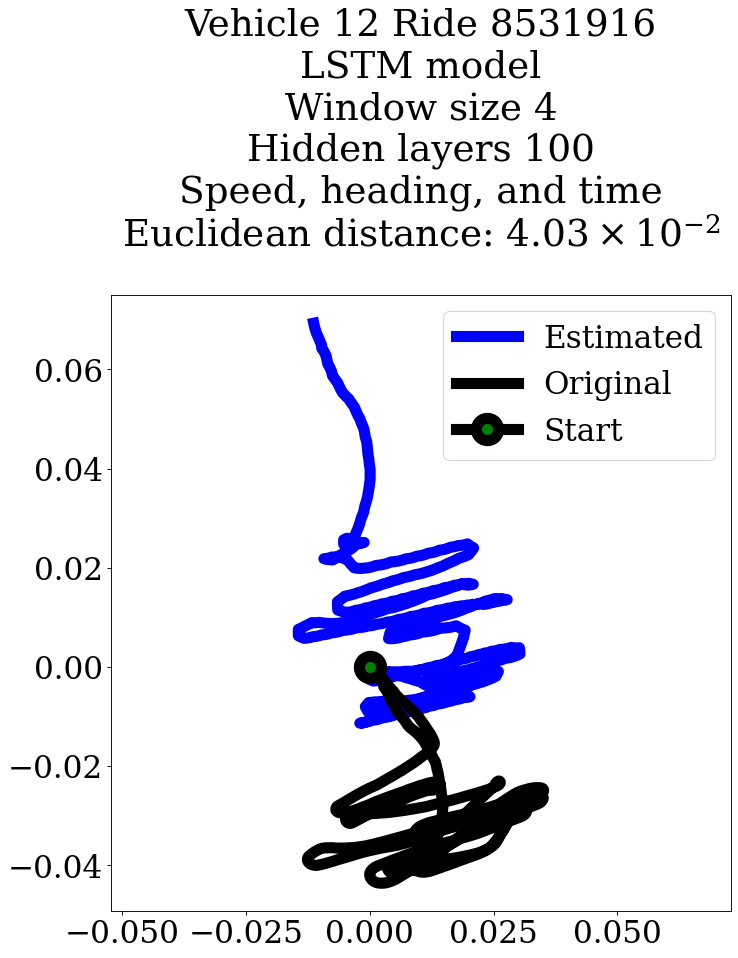 Vehicle 12 Ride 8531916
LSTM model
Window size 4
Hidden layers 100
Speed, heading, and time
Euclidean distance: 4.03 × 10⁻²
Estimated
Original
Start
0.06
0.04
0.02
0.00
−0.02
−0.04
−0.050 −0.025 0.000 0.025 0.050